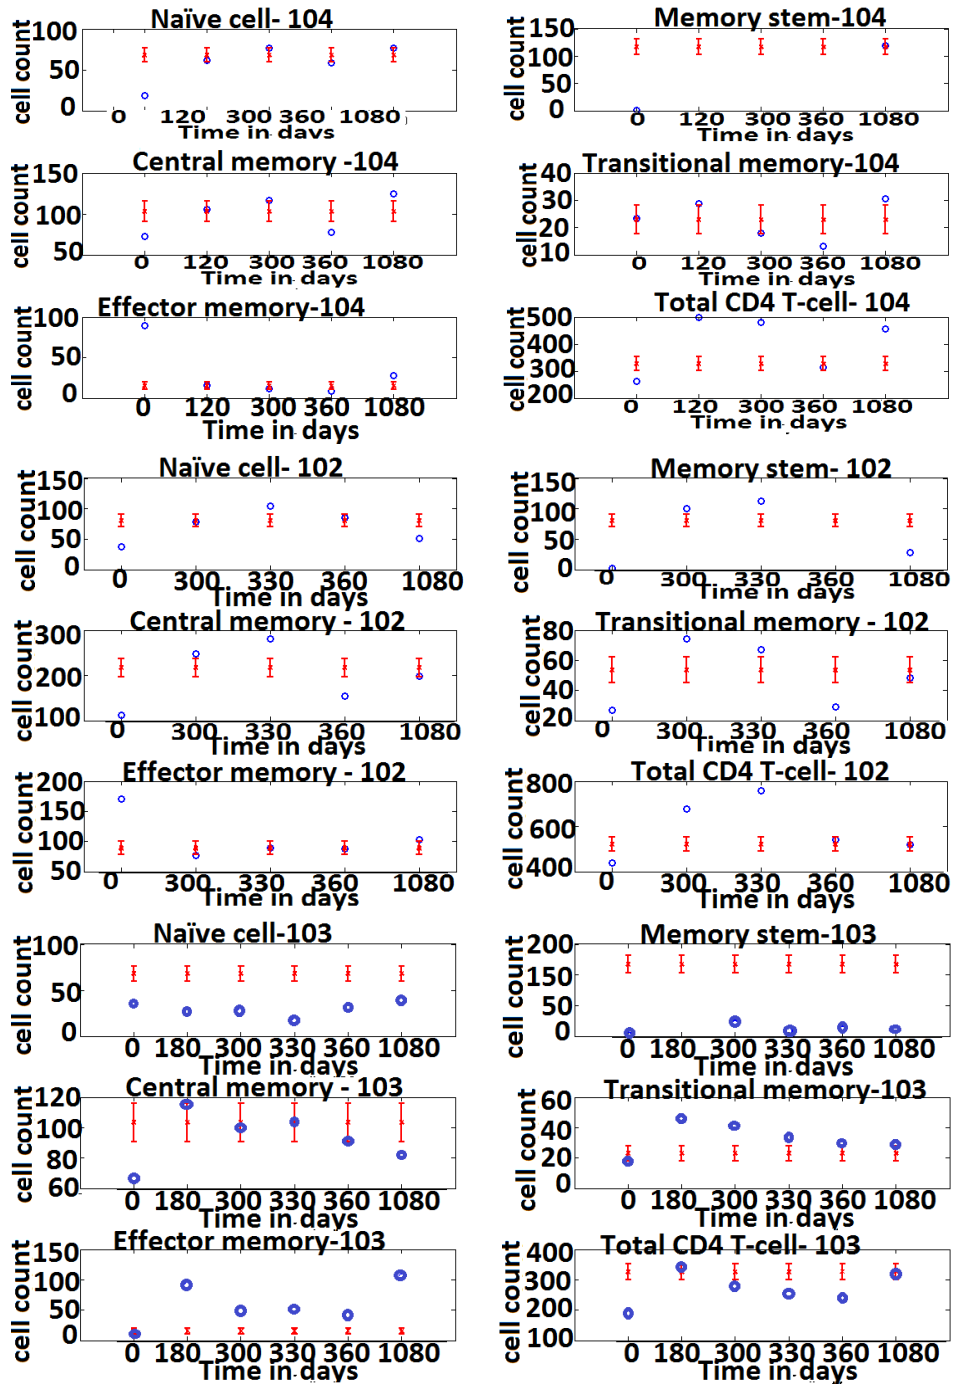 Naïve cell- 104
cell count
100
50
0
0 120 300 360 1080
Time in days
Memory stem-104
cell count
150
100
50
0
0 120 300 360 1080
Time in days
Central memory -104
cell count
150
100
50
0 120 300 360 1080
Time in days
Transitional memory-104
cell count
40
30
20
10
0 120 300 360 1080
Time in days
Effector memory-104
cell count
100
50
0
0 120 300 360 1080
Time in days
Total CD4 T-cell- 104
cell count
500
400
300
200
0 120 300 360 1080
Time in days
Naïve cell- 102
cell count
150
100
50
0
0 300 330 360 1080
Time in days
Memory stem- 102
cell count
150
100
50
0
0 300 330 360 1080
Time in days
Central memory - 102
cell count
300
200
100
0 300 330 360 1080
Time in days
Transitional memory - 102
cell count
80
60
40
20
0 300 330 360 1080
Time in days
Effector memory - 102
cell count
200
150
100
50
0 300 330 360 1080
Time in days
Total CD4 T-cell- 102
cell count
800
600
400
0 300 330 360 1080
Time in days
Naïve cell-103
cell count
100
50
0
0 180 300 330 360 1080
Time in days
Memory stem-103
cell count
200
100
50
0
0 180 300 330 360 1080
Time in days
Central memory - 103
cell count
120
100
80
60
0 180 300 330 360 1080
Time in days
Transitional memory-103
cell count
60
40
20
0
0 180 300 330 360 1080
Time in days
Effector memory-103
cell count
150
100
50
0
0 180 300 330 360 1080
Time in days
Total CD4 T-cell- 103
cell count
400
300
200
100
0 180 300 330 360 1080
Time in days